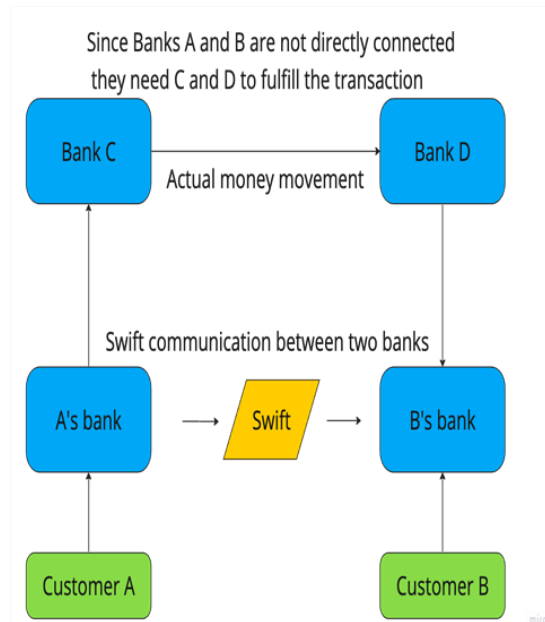 Since Banks A and B are not directly connected
they need C and D to fulfill the transaction
Bank C
Bank D
Actual money movement
Swift communication between two banks
A's bank
Swift
B's bank
Customer A
Customer B